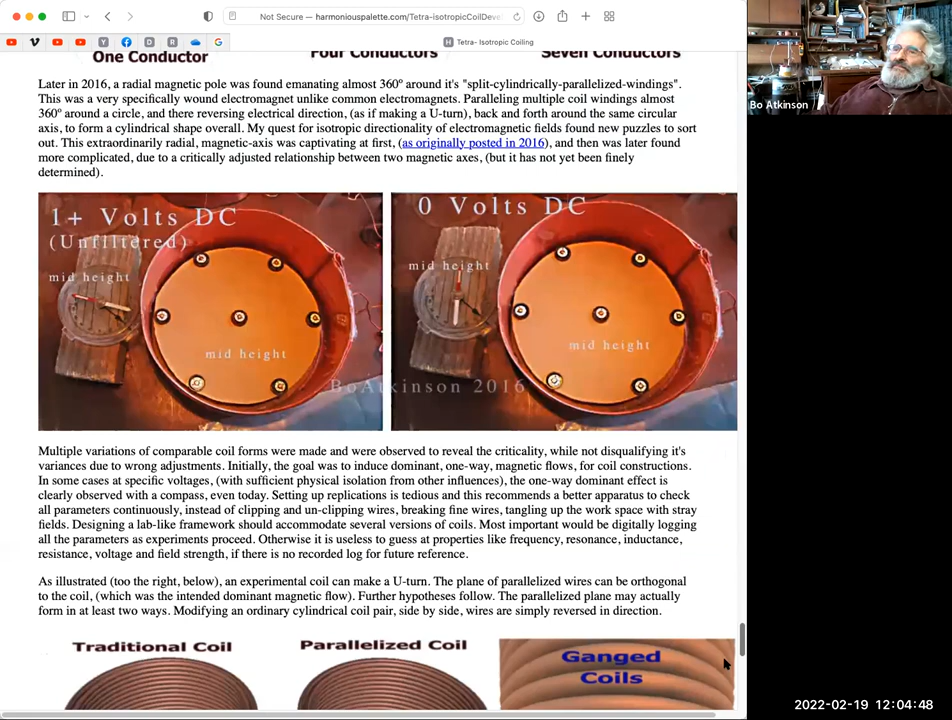 Not Secure — harmoniouspalette.com/Tetra-isotropicCoilDeve
Tetra- Isotropic Coiling
One Conductor
Four Conductors
Seven Conductors
Later in 2016, a radial magnetic pole was found emanating almost 360º around it's "split-cylindrically-parallelized-windings".
This was a very specifically wound electromagnet unlike common electromagnets. Paralleling multiple coil windings almost
360º around a circle, and there reversing electrical direction, (as if making a U-turn), back and forth around the same circular
axis, to form a cylindrical shape overall. My quest for isotropic directionality of electromagnetic fields found new puzzles to sort
out. This extraordinarily radial, magnetic-axis was captivating at first, (as originally posted in 2016), and then was later found
more complicated, due to a critically adjusted relationship between two magnetic axes, (but it has not yet been finely
determined).
1+ Volts DC
(Unfiltered)
mid height
mid height
0 Volts DC
mid height
mid height
BoAtkinson 2016
Multiple variations of comparable coil forms were made and were observed to reveal the criticality, while not disqualifying it's
variances due to wrong adjustments. Initially, the goal was to induce dominant, one-way, magnetic flows, for coil constructions.
In some cases at specific voltages, (with sufficient physical isolation from other influences), the one-way dominant effect is
clearly observed with a compass, even today. Setting up replications is tedious and this recommends a better apparatus to check
all parameters continuously, instead of clipping and un-clipping wires, breaking fine wires, tangling up the work space with stray
fields. Designing a lab-like framework should accommodate several versions of coils. Most important would be digitally logging
all the parameters as experiments proceed. Otherwise it is useless to guess at properties like frequency, resonance, inductance,
resistance, voltage and field strength, if there is no recorded log for future reference.
As illustrated (too the right, below), an experimental coil can make a U-turn. The plane of parallelized wires can be orthogonal
to the coil, (which was the intended dominant magnetic flow). Further hypotheses follow. The parallelized plane may actually
form in at least two ways. Modifying an ordinary cylindrical coil pair, side by side, wires are simply reversed in direction.
Traditional Coil
Parallelized Coil
Ganged
Coils
Bo Atkinson
2022-02-19 12:04:48